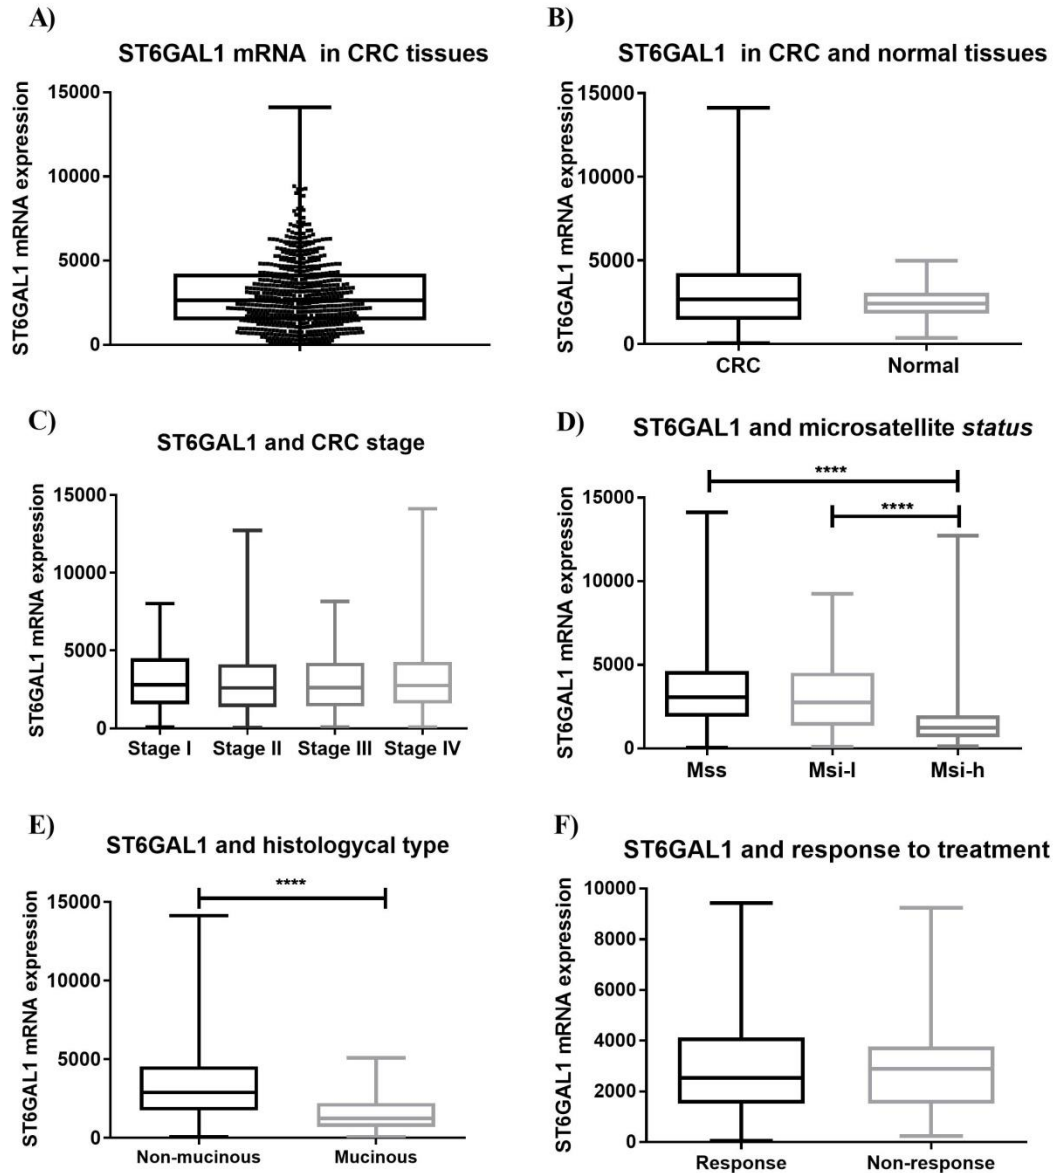 A)
ST6GAL1 mRNA in CRC tissues
ST6GAL1 mRNA expression
15000
10000
5000
0
B)
ST6GAL1 in CRC and normal tissues
ST6GAL1 mRNA expression
15000
10000
5000
0
CRC Normal
C)
ST6GAL1 and CRC stage
ST6GAL1 mRNA expression
15000
10000
5000
0
Stage I Stage II Stage III Stage IV
D)
ST6GAL1 and microsatellite status
ST6GAL1 mRNA expression
****
****
15000
10000
5000
0
Mss Msi-l Msi-h
E)
ST6GAL1 and histologycal type
ST6GAL1 mRNA expression
****
15000
10000
5000
0
Non-mucinous Mucinous
F)
ST6GAL1 and response to treatment
ST6GAL1 mRNA expression
10000
8000
6000
4000
2000
0
Response Non-response